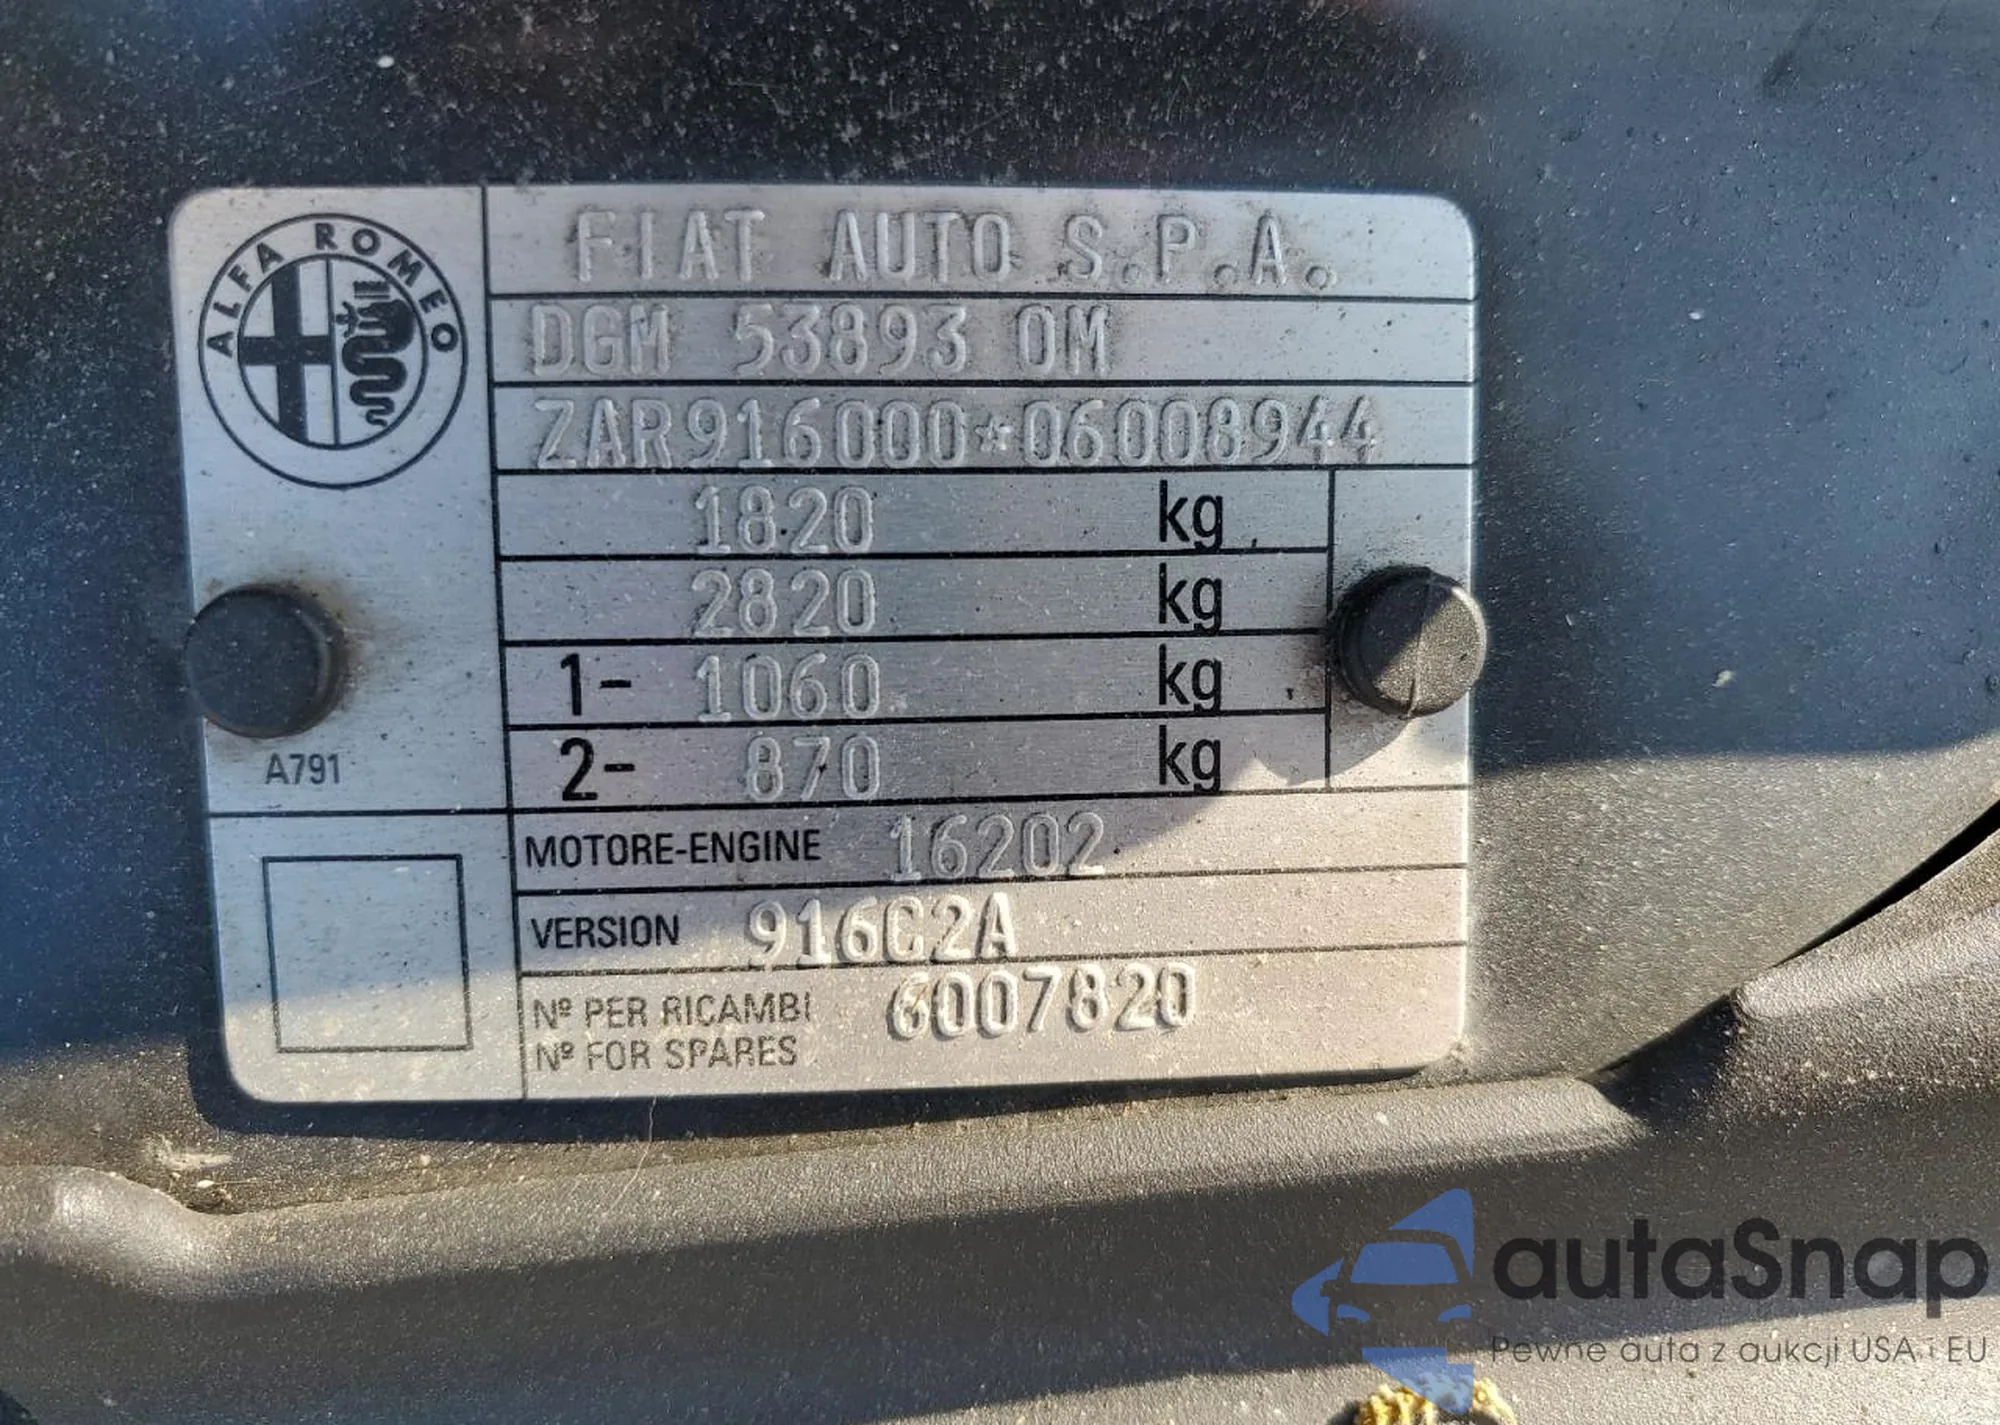 ALFA ROMEO
FIAT AUTO S.P.A.
DGM 53893 OM
ZAR916000*06008944
1820 kg
2820 kg
1- 1060 kg
2- 870 kg
A791
MOTORE-ENGINE 16202
VERSION 916C2A
Nº PER RICAMBI 6007820
Nº FOR SPARES
autaSnap
Pewne auta z aukcji USA i EU